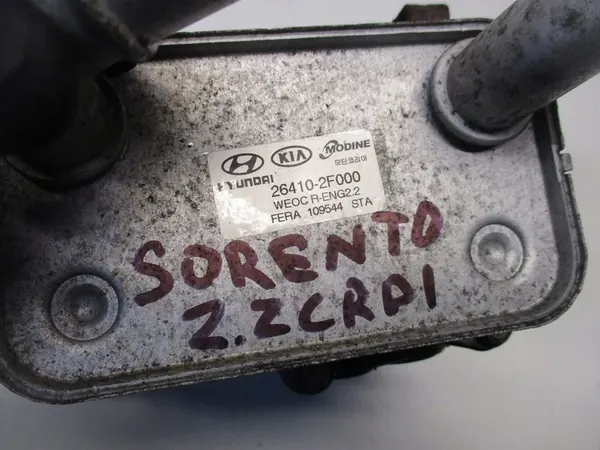 HYUNDAI KIA MODINE
모딘코리아
26410-2F000
WEOC R-ENG2.2
FERA 109544 STA
SORENTO
2.2CRDI